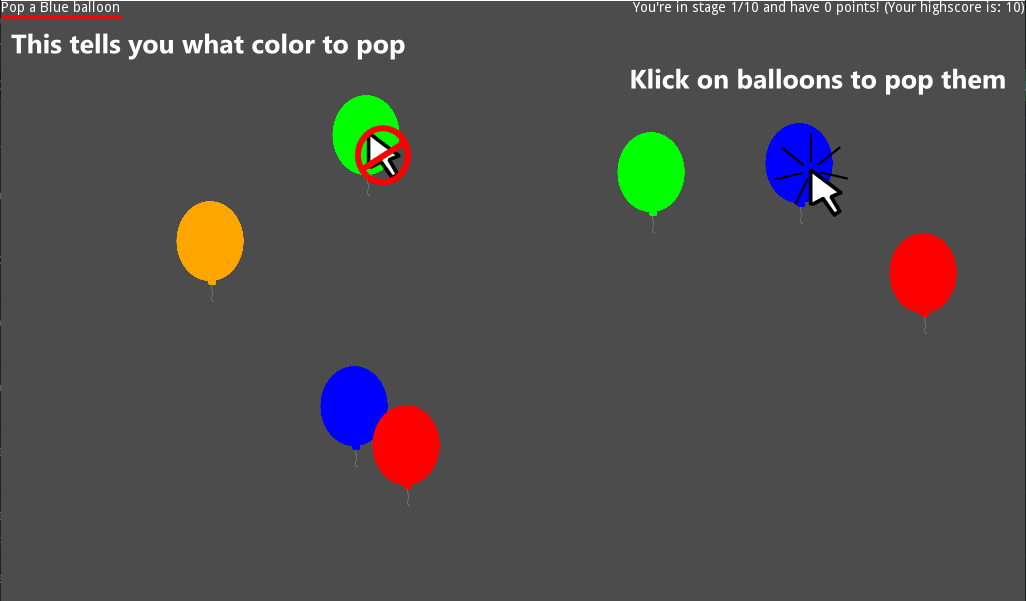 Pop a Blue balloon
You're in stage 1/10 and have 0 points! (Your highscore is: 10)
This tells you what color to pop
Klick on balloons to pop them